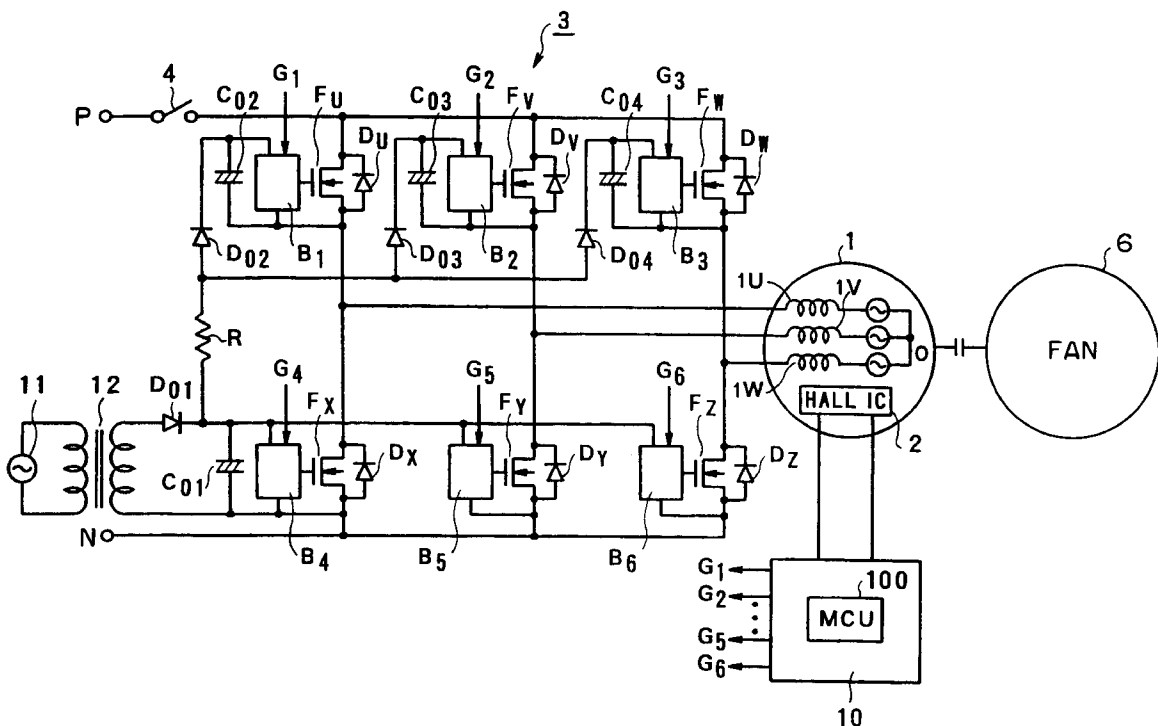 3
4 G1 G2 G3
P C02 FU C03 FV C04 FW
DU DV DW
D02 B1 D03 B2 D04 B3
1 6
1U 1V
R O FAN
1W
11 12 D01 G4 G5 G6
FX FY FZ HALL IC
C01 DX DY DZ 2
N B4 B5 B6
G1
G2 100
MCU
G5
G6
10